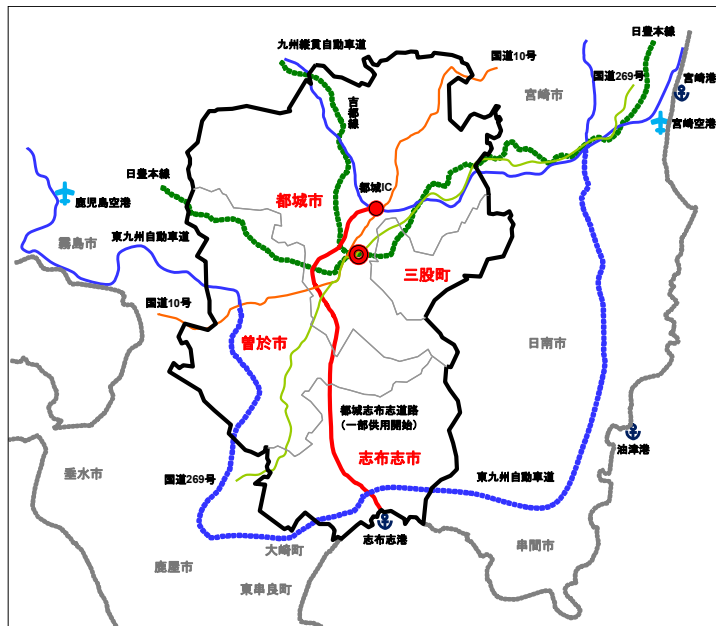 日豊本線
九州縦貫自動車道
国道10号
国道269号
宮崎港
宮崎市
吉都線
宮崎空港
日豊本線
都城IC
都城市
鹿児島空港
東九州自動車道
霧島市
三股町
国道10号
曽於市
日南市
都城志布志道路
(一部供用開始)
油津港
志布志市
垂水市
国道269号
東九州自動車道
志布志港
大崎町
串間市
鹿屋市
東串良町